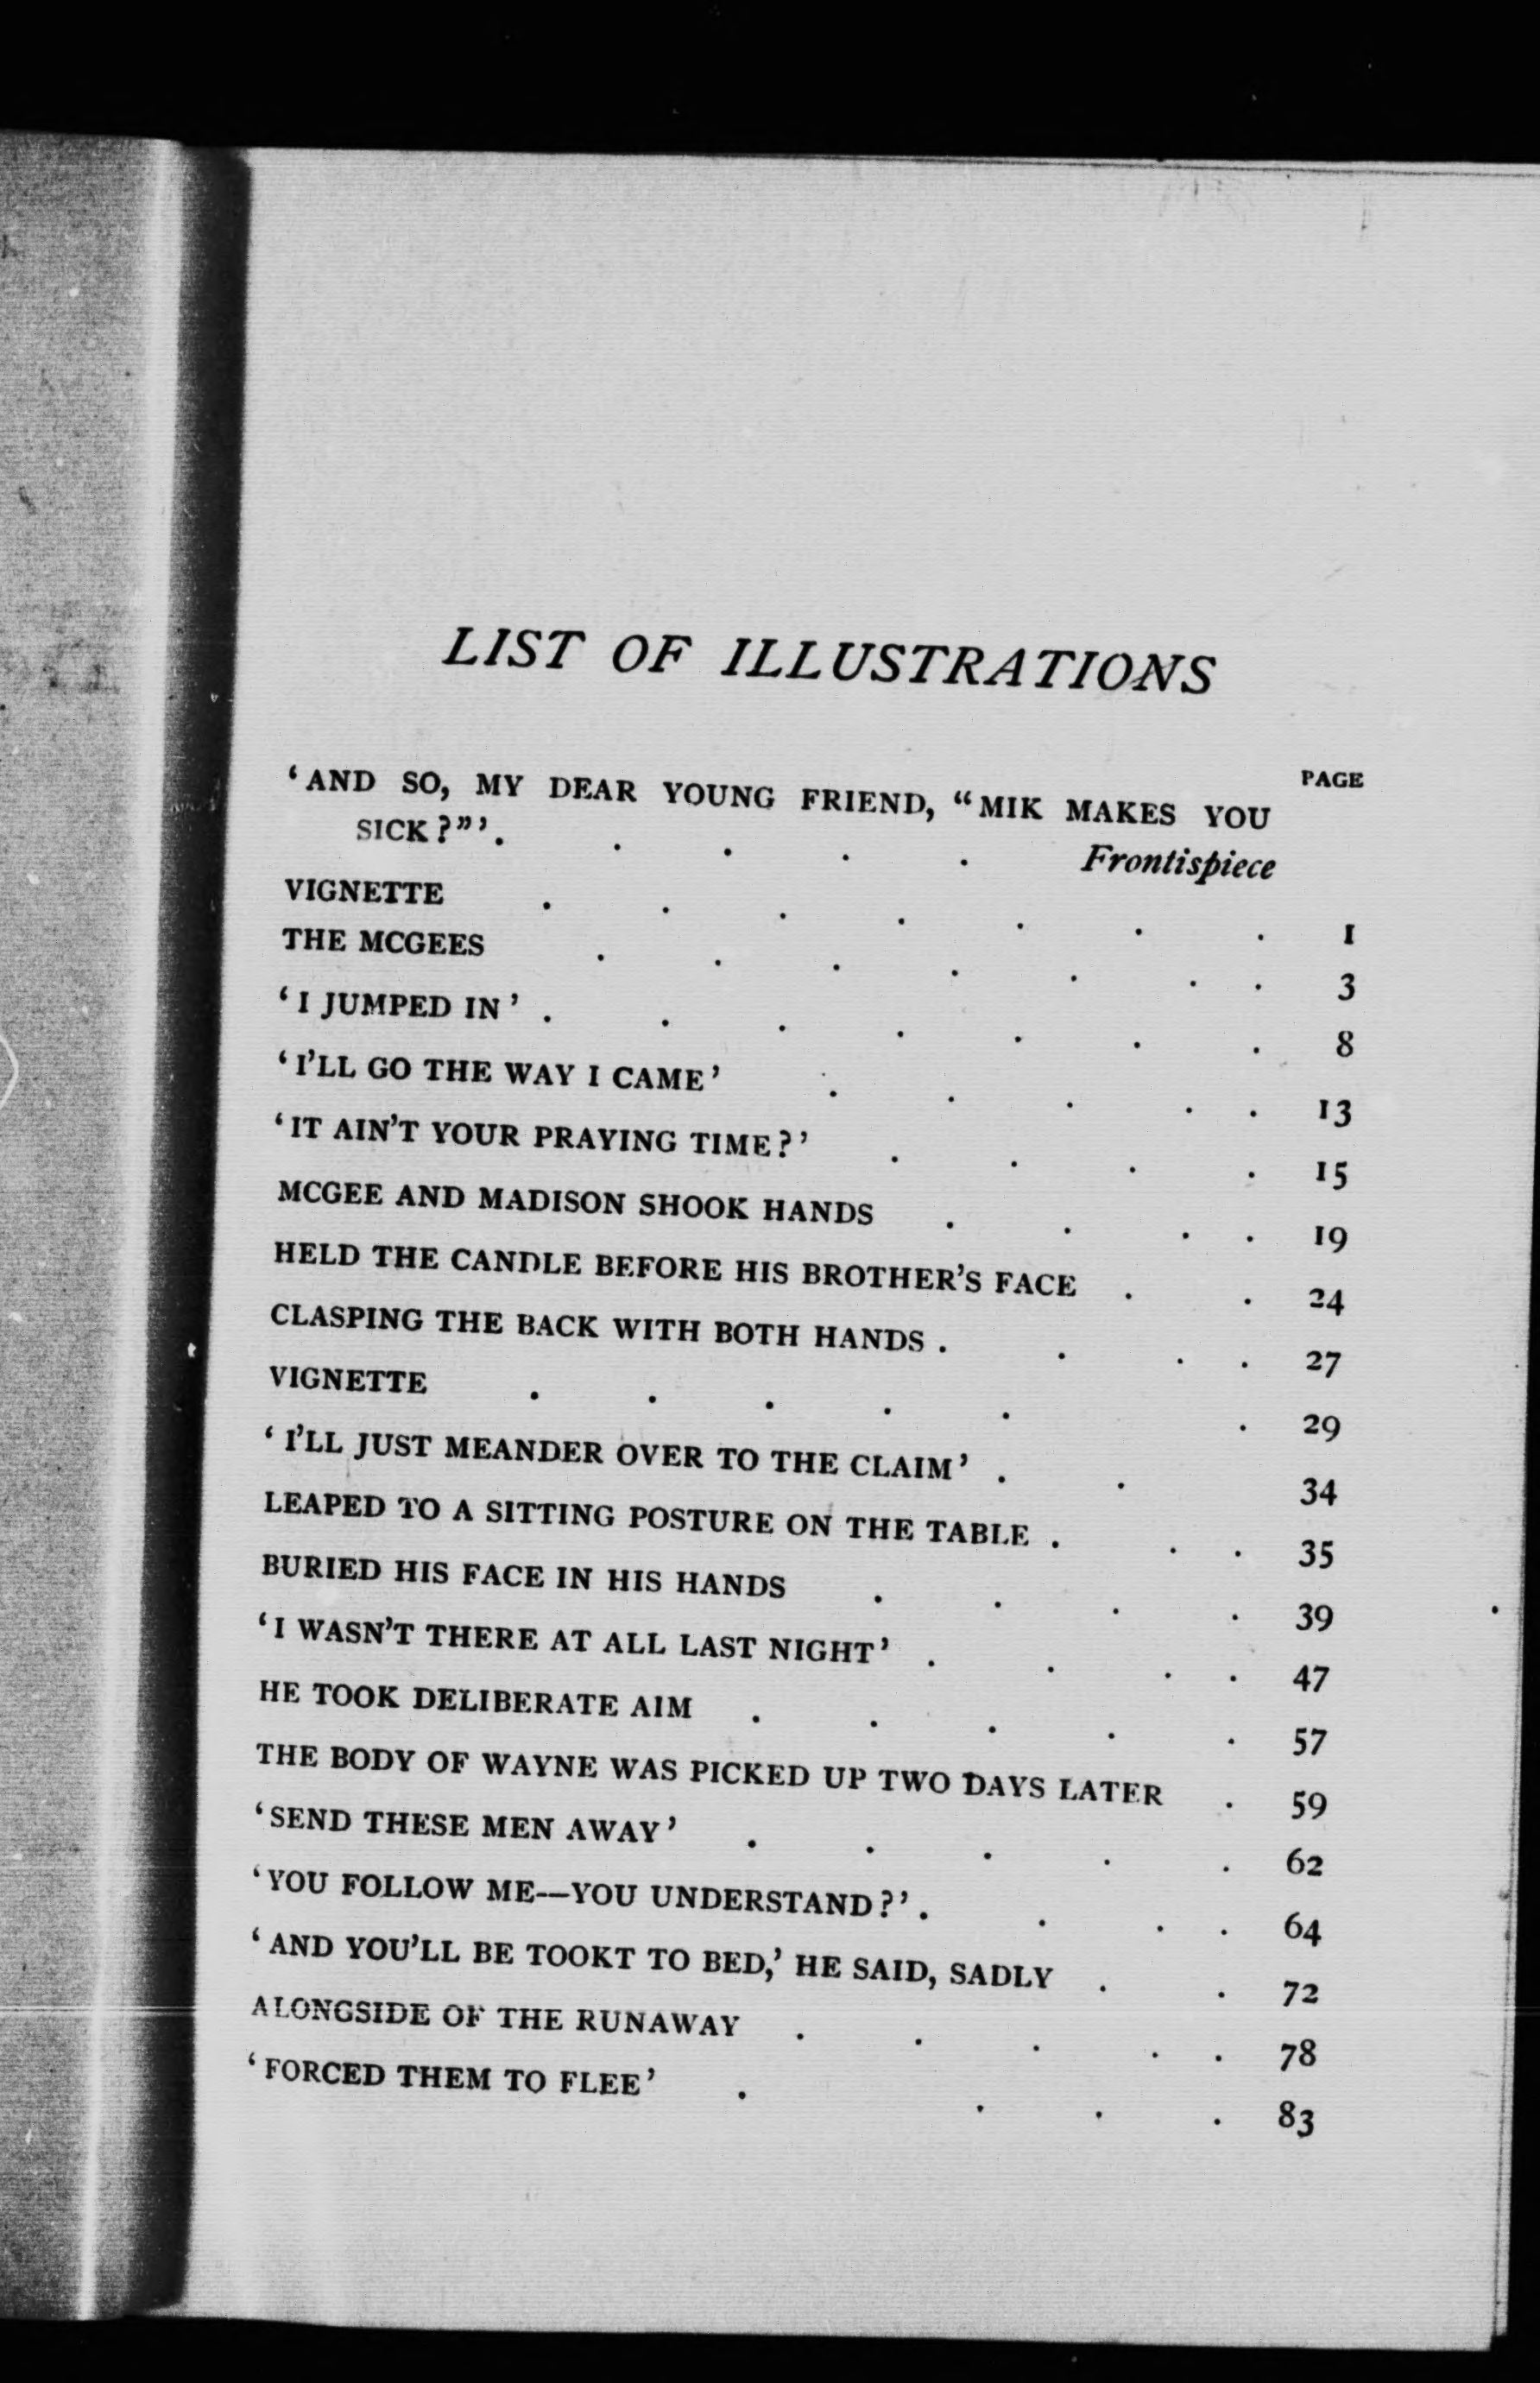 LIST OF ILLUSTRATIONS
PAGE
‘AND SO, MY DEAR YOUNG FRIEND, “MIK MAKES YOU
SICK?”’ . . . . . Frontispiece
VIGNETTE . . . . . . . 1
THE MCGEES . . . . . . . 3
‘I JUMPED IN’ . . . . . . . 8
‘I’LL GO THE WAY I CAME’ . . . . . 13
‘IT AIN’T YOUR PRAYING TIME?’ . . . . 15
MCGEE AND MADISON SHOOK HANDS . . . . 19
HELD THE CANDLE BEFORE HIS BROTHER’S FACE . . 24
CLASPING THE BACK WITH BOTH HANDS . . . . 27
VIGNETTE . . . . . . 29
‘I’LL JUST MEANDER OVER TO THE CLAIM’ . . 34
LEAPED TO A SITTING POSTURE ON THE TABLE . . . 35
BURIED HIS FACE IN HIS HANDS . . . . 39
‘I WASN’T THERE AT ALL LAST NIGHT’ . . . . 47
HE TOOK DELIBERATE AIM . . . . . 57
THE BODY OF WAYNE WAS PICKED UP TWO DAYS LATER . 59
‘SEND THESE MEN AWAY’ . . . . . 62
‘YOU FOLLOW ME—YOU UNDERSTAND?’ . . . . 64
‘AND YOU’LL BE TOOKT TO BED,’ HE SAID, SADLY . . 72
ALONGSIDE OF THE RUNAWAY . . . . . 78
‘FORCED THEM TO FLEE’ . . . . 83